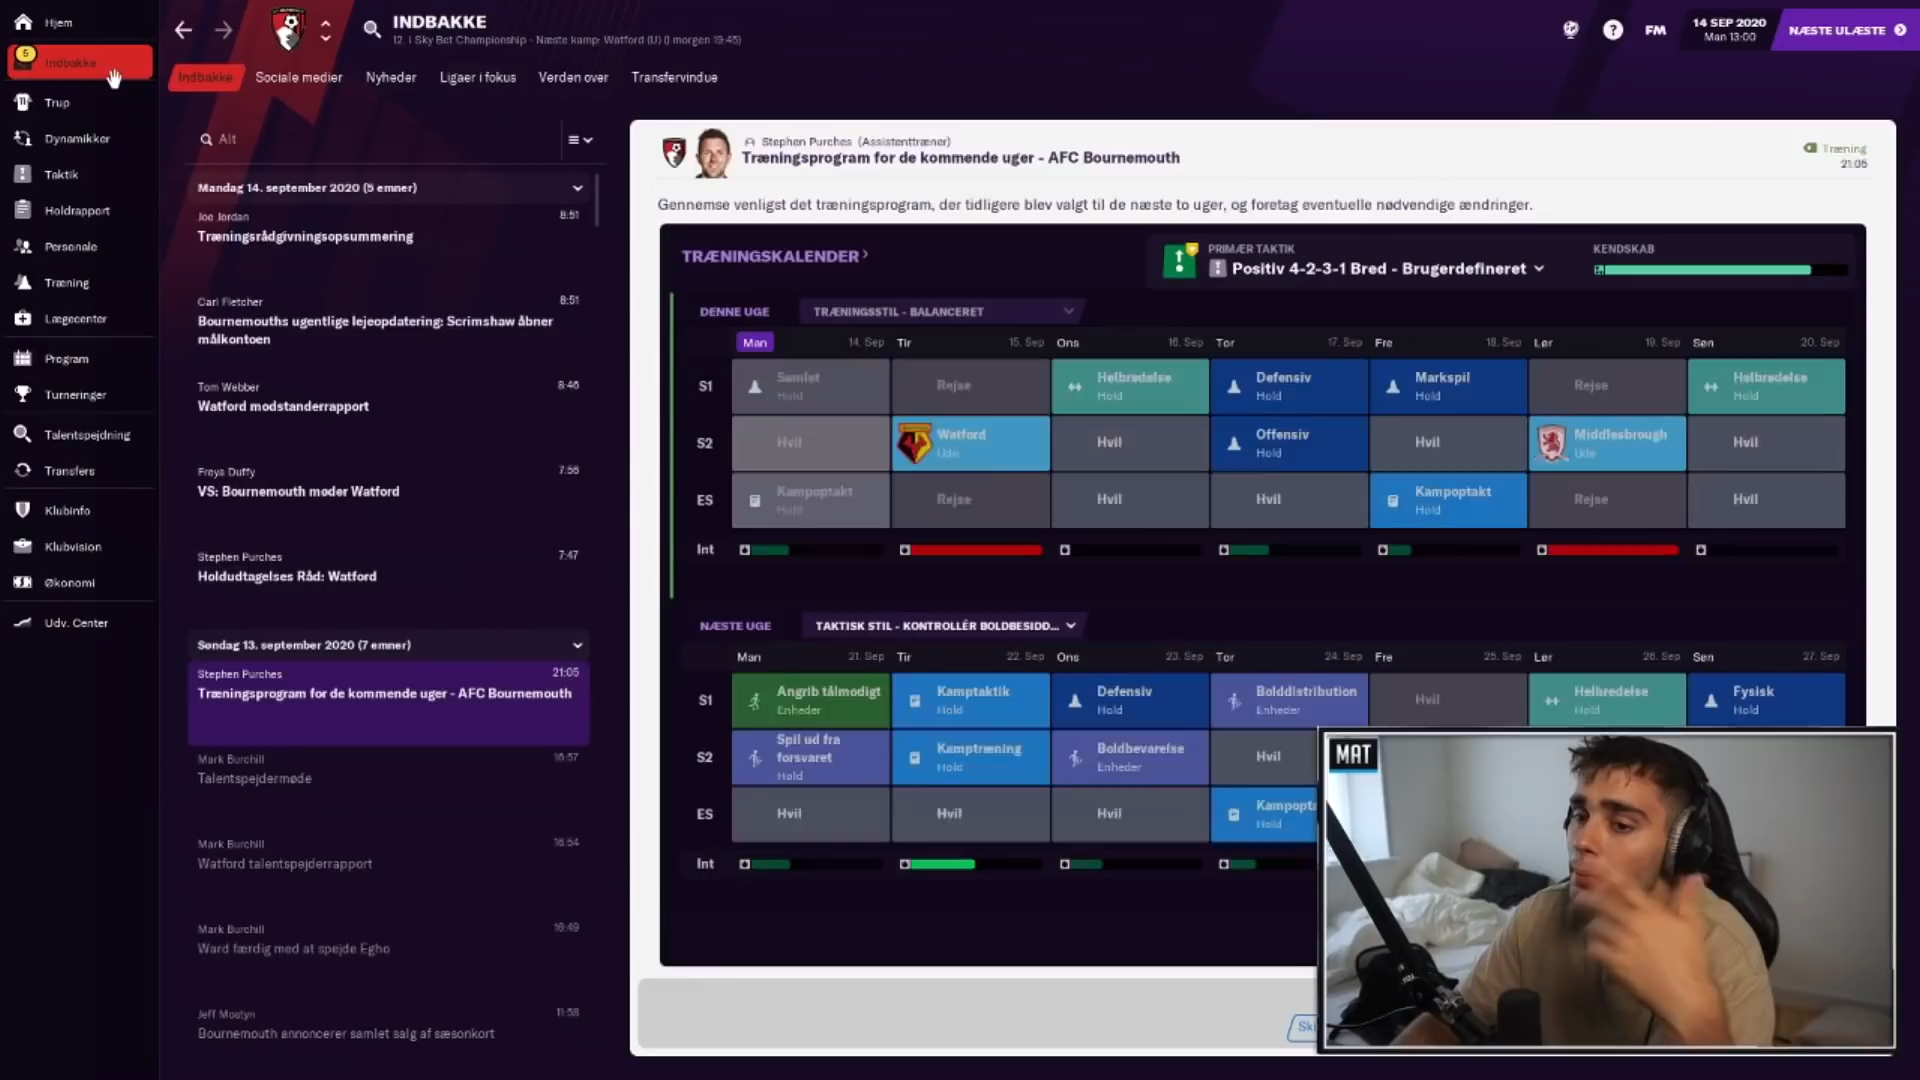 Hjem
5
Indbakke
Trup
Dynamikker
Taktik
Holdrapport
Personale
Træning
Lægecenter
Program
Turneringer
Talentspejdning
Transfers
Klubinfo
Klubvision
Økonomi
Udv. Center
INDBAKKE
12. i Sky Bet Championship - Næste kamp: Watford (U) (I morgen 19:45)
FM
14 SEP 2020
Man 13:00
NÆSTE ULÆSTE
Indbakke Sociale medier Nyheder Ligaer i fokus Verden over Transfervindue
Alt
Mandag 14. september 2020 (5 emner)
Joe Jordan 8:51
Træningsrådgivningsopsummering
Carl Fletcher 8:51
Bournemouths ugentlige lejeopdatering: Scrimshaw åbner
målkontoen
Tom Webber 8:46
Watford modstanderrapport
Freya Duffy 7:56
VS: Bournemouth møder Watford
Stephen Purches 7:47
Holdudtagelses Råd: Watford
Søndag 13. september 2020 (7 emner)
Stephen Purches 21:05
Træningsprogram for de kommende uger - AFC Bournemouth
Mark Burchill 16:57
Talentspejdermøde
Mark Burchill 16:54
Watford talentspejderrapport
Mark Burchill 16:49
Ward færdig med at spejde Egho
Jeff Mostyn 11:58
Bournemouth annoncerer samlet salg af sæsonkort
Stephen Purches (Assistenttræner)
Træningsprogram for de kommende uger - AFC Bournemouth
Træning
21:05
Gennemse venligst det træningsprogram, der tidligere blev valgt til de næste to uger, og foretag eventuelle nødvendige ændringer.
TRÆNINGSKALENDER
PRIMÆR TAKTIK
Positiv 4-2-3-1 Bred - Brugerdefineret
KENDSKAB
DENNE UGE TRÆNINGSSTIL - BALANCERET
Man 14. Sep Tir 15. Sep Ons 16. Sep Tor 17. Sep Fre 18. Sep Lør 19. Sep Søn 20. Sep
S1 Samlet Hold Rejse Helbredelse Hold Defensiv Hold Markspil Hold Rejse Helbredelse Hold
S2 Hvil Watford Ude Hvil Offensiv Hold Hvil Middlesbrough Ude Hvil
ES Kampoptakt Hold Rejse Hvil Hvil Kampoptakt Hold Rejse Hvil
Int
NÆSTE UGE TAKTISK STIL - KONTROLLÉR BOLDBESIDD...
Man 21. Sep Tir 22. Sep Ons 23. Sep Tor 24. Sep Fre 25. Sep Lør 26. Sep Søn 27. Sep
S1 Angrib tålmodigt Enheder Kamptaktik Hold Defensiv Hold Bolddistribution Enheder Hvil Helbredelse Hold Fysisk Hold
S2 Spil ud fra forsvaret Hold Kamptræning Hold Boldbevarelse Enheder Hvil
ES Hvil Hvil Hvil Kampopta Hold
Int
Ski
MAT